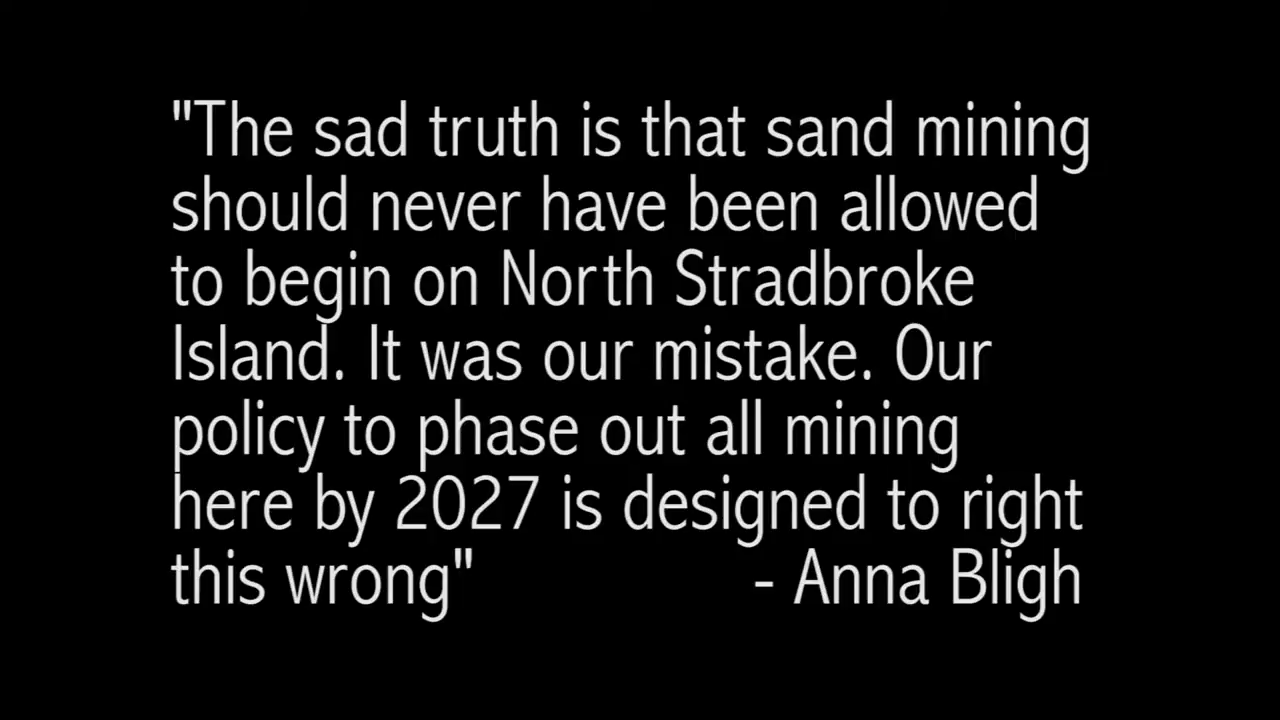 "The sad truth is that sand mining
should never have been allowed
to begin on North Stradbroke
Island. It was our mistake. Our
policy to phase out all mining
here by 2027 is designed to right
this wrong" - Anna Bligh